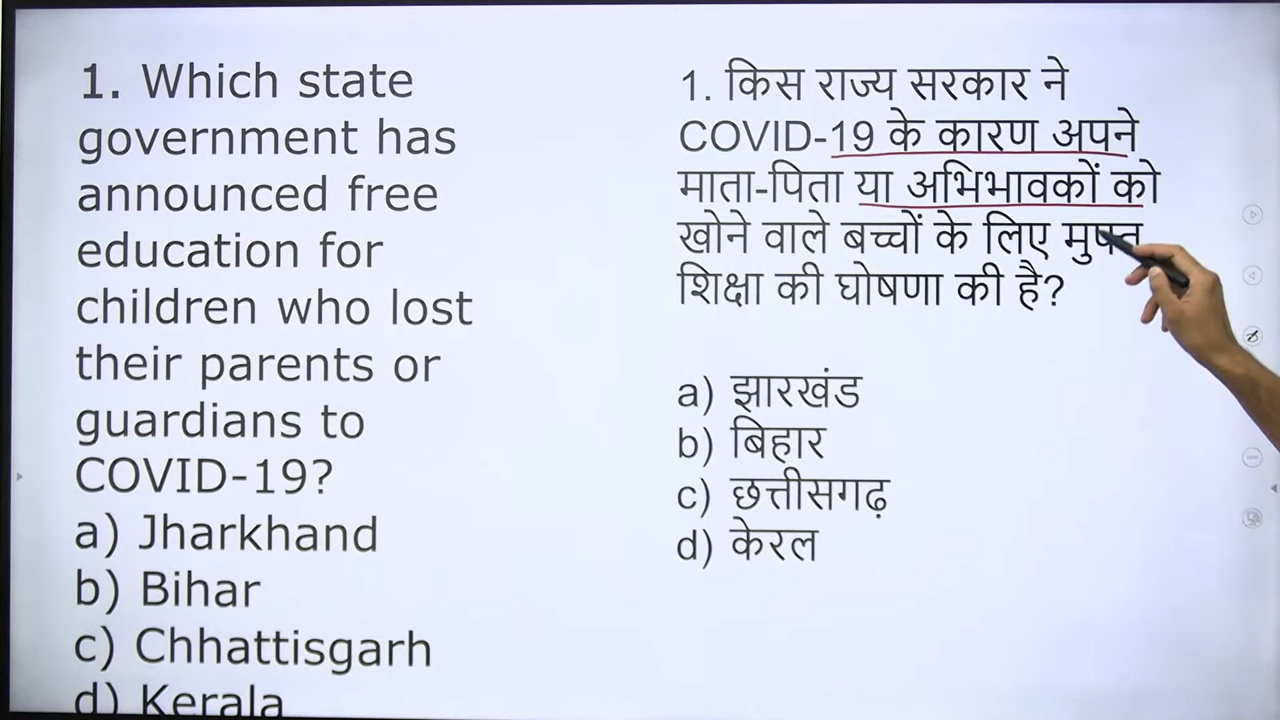 1. Which state
government has
announced free
education for
children who lost
their parents or
guardians to
COVID-19?
a) Jharkhand
b) Bihar
c) Chhattisgarh
d) Kerala
1. किस राज्य सरकार ने
COVID-19 के कारण अपने
माता-पिता या अभिभावकों को
खोने वाले बच्चों के लिए मुफ्त
शिक्षा की घोषणा की है?
a) झारखंड
b) बिहार
c) छत्तीसगढ़
d) केरल